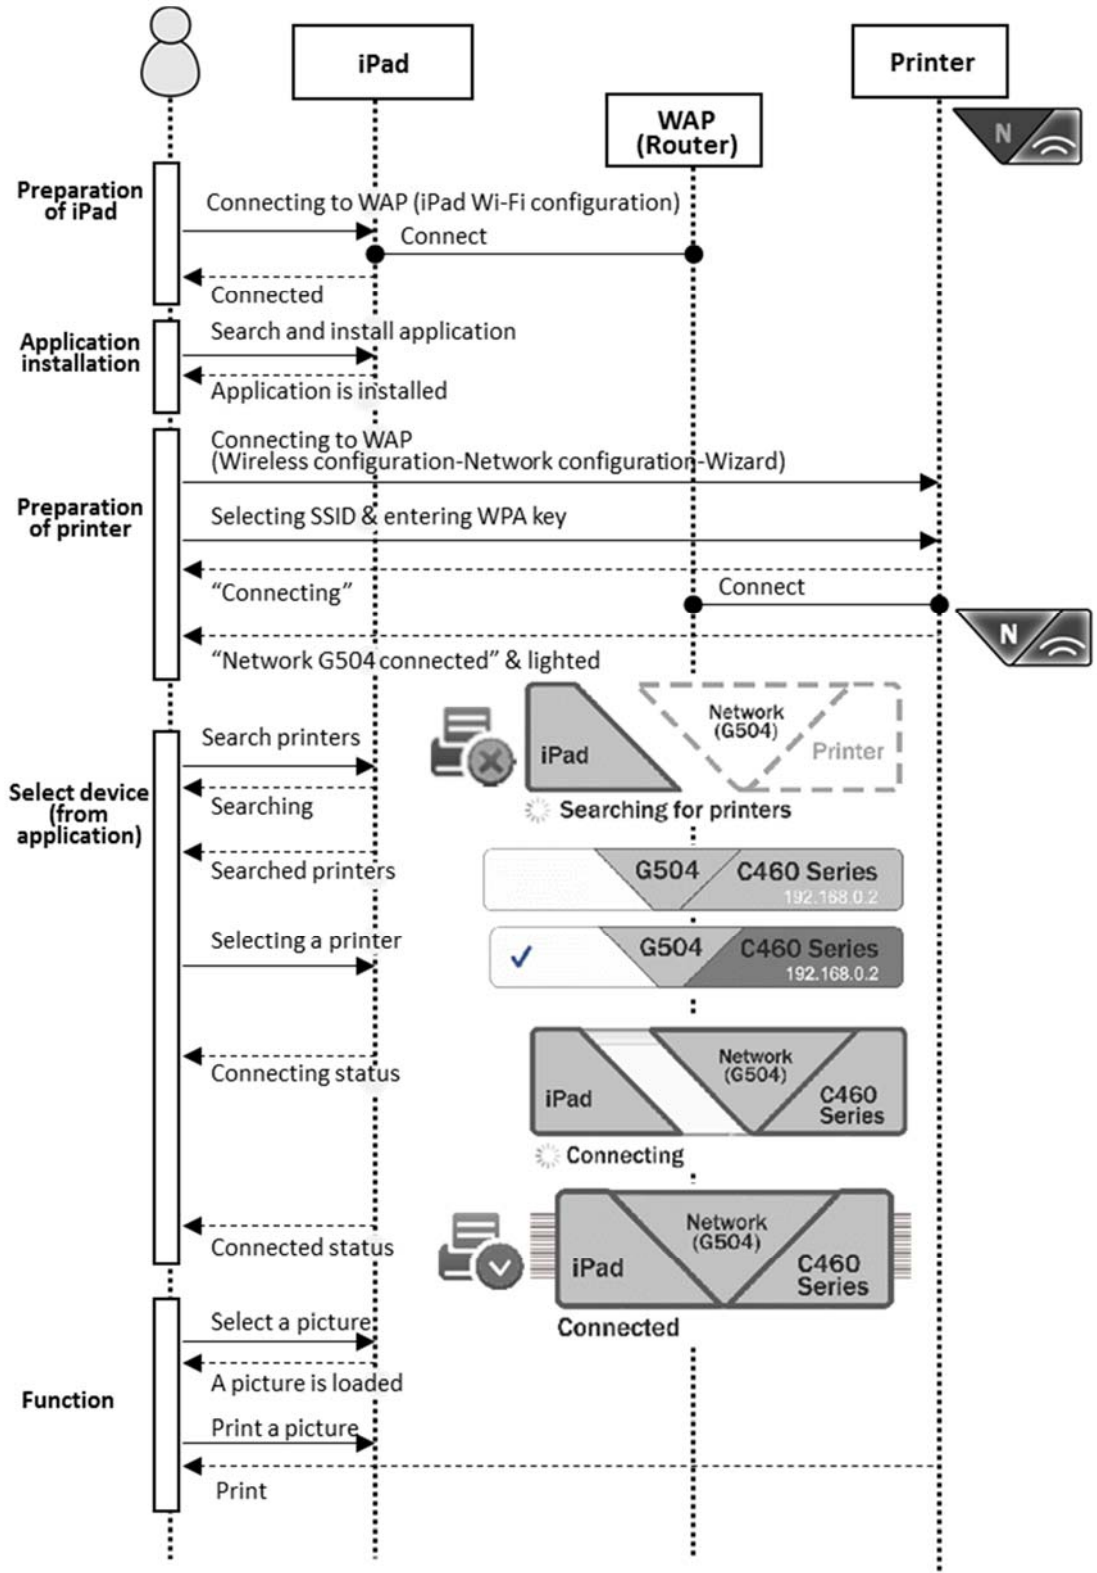 iPad
Printer
WAP
(Router)
N
Preparation
of iPad
Connecting to WAP (iPad Wi-Fi configuration)
Connect
Connected
Application
installation
Search and install application
Application is installed
Connecting to WAP
(Wireless configuration-Network configuration-Wizard)
Preparation
of printer
Selecting SSID & entering WPA key
“Connecting”
Connect
N
“Network G504 connected” & lighted
Search printers
iPad
Network
(G504)
Printer
Select device
(from
application)
Searching
Searching for printers
Searched printers
G504
C460 Series
192.168.0.2
Selecting a printer
G504
C460 Series
192.168.0.2
Connecting status
iPad
Network
(G504)
C460
Series
Connecting
Connected status
iPad
Network
(G504)
C460
Series
Connected
Select a picture
A picture is loaded
Function
Print a picture
Print